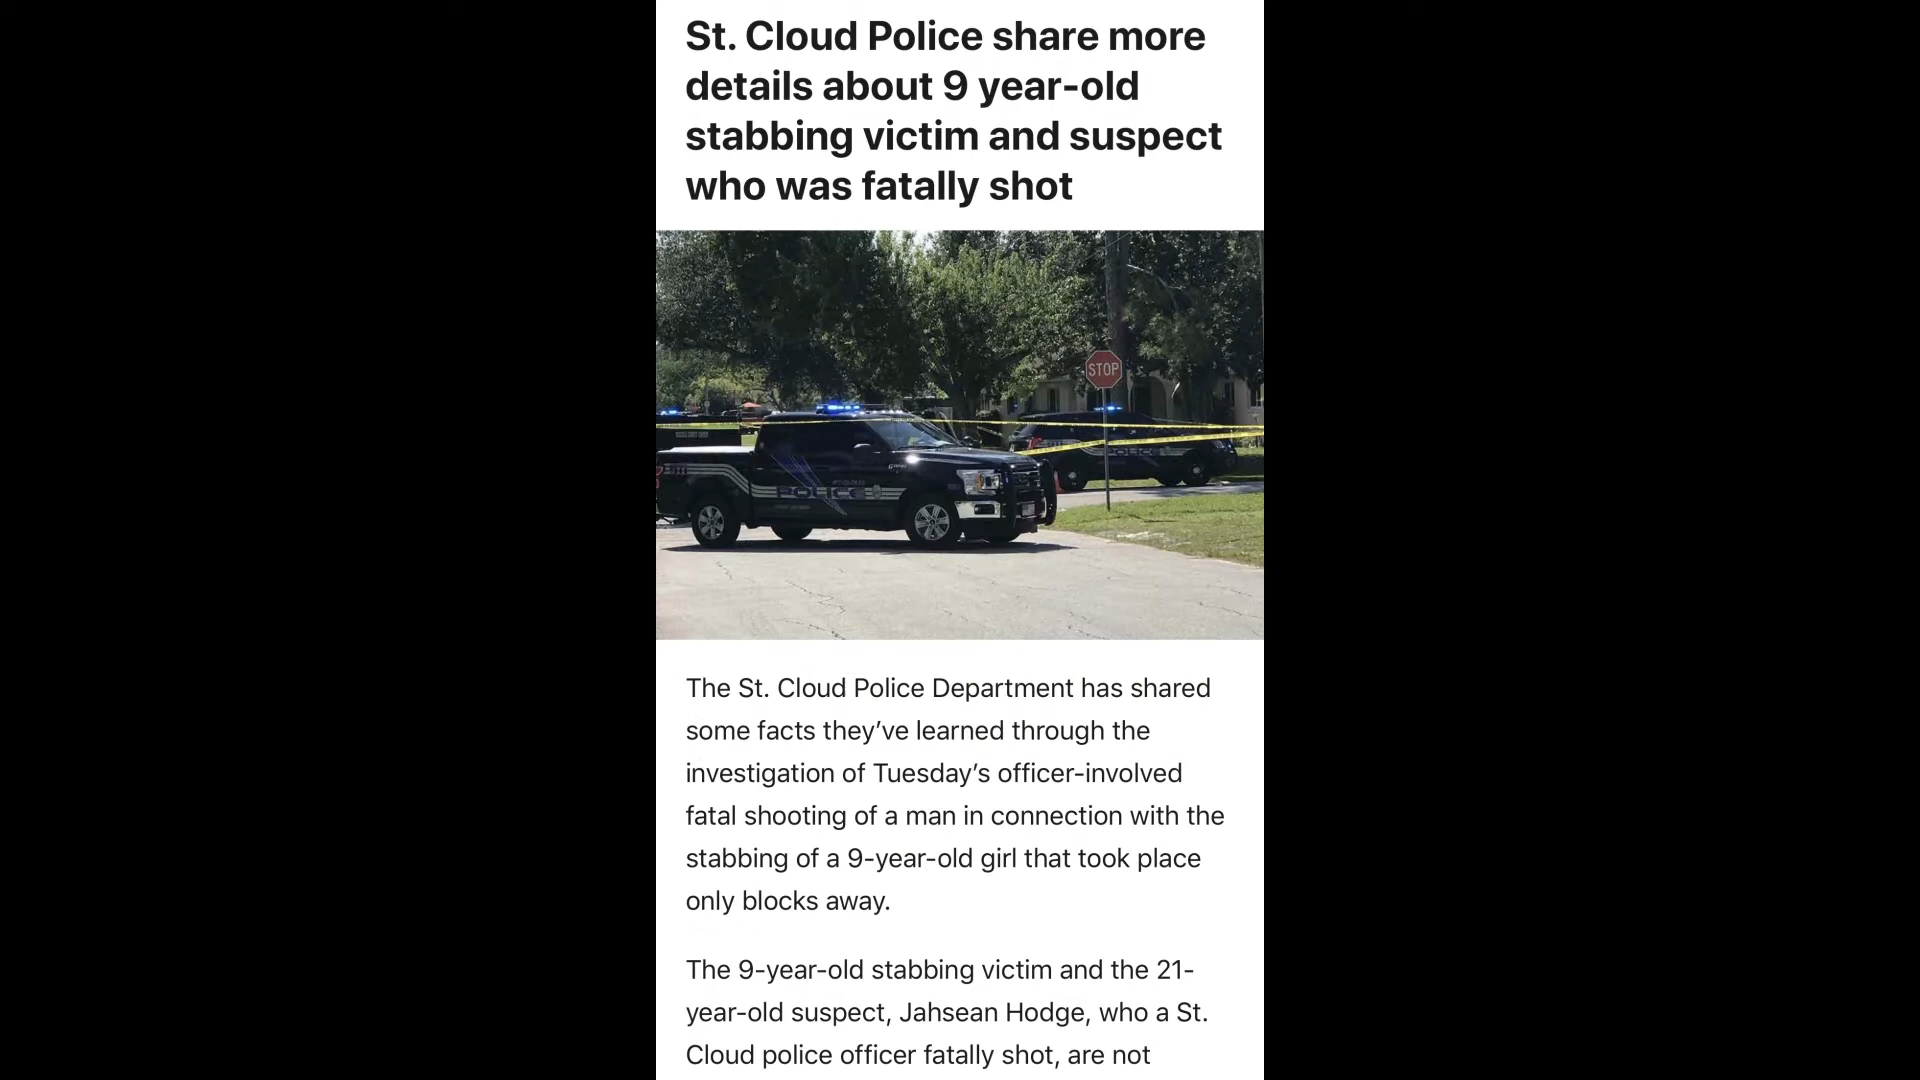 St. Cloud Police share more
details about 9 year-old
stabbing victim and suspect
who was fatally shot
STOP
POLICE
POLICE
The St. Cloud Police Department has shared
some facts they’ve learned through the
investigation of Tuesday’s officer-involved
fatal shooting of a man in connection with the
stabbing of a 9-year-old girl that took place
only blocks away.
The 9-year-old stabbing victim and the 21-
year-old suspect, Jahsean Hodge, who a St.
Cloud police officer fatally shot, are not